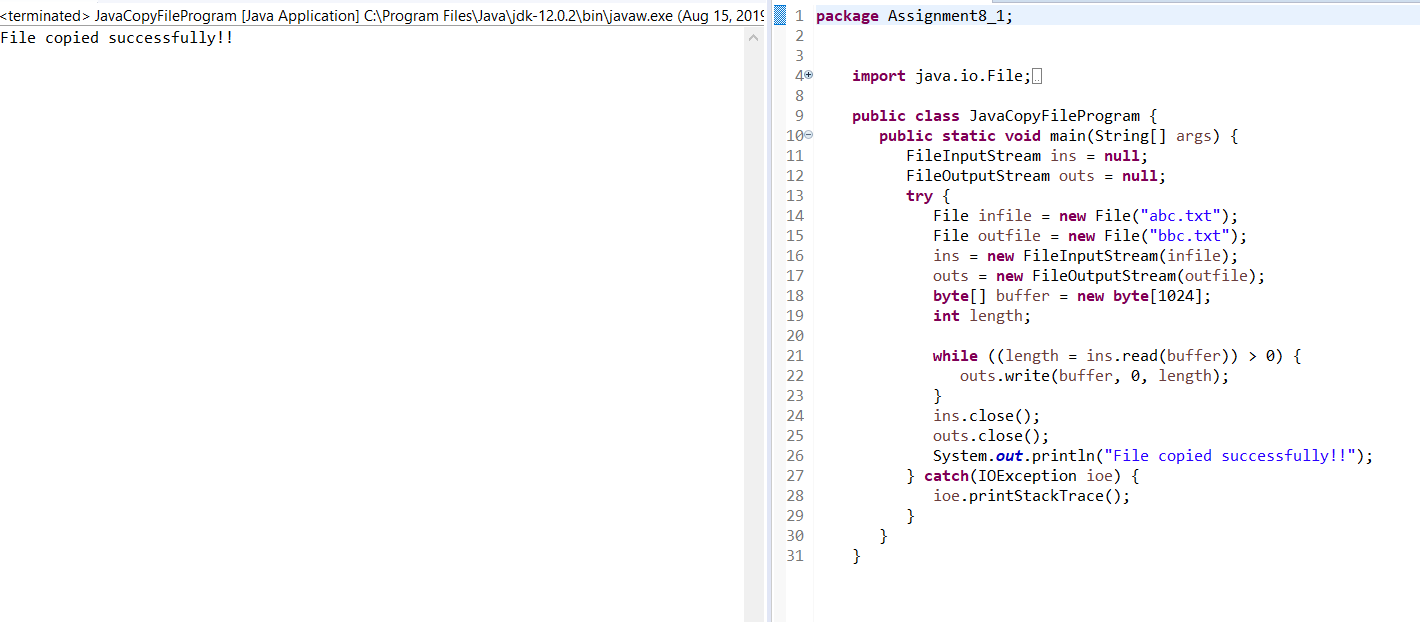 <terminated> JavaCopyFileProgram [Java Application] C:\Program Files\Java\jdk-12.0.2\bin\javaw.exe (Aug 15, 2019
File copied successfully!!
1 package Assignment8_1;
2
3
4 import java.io.File;
8
9 public class JavaCopyFileProgram {
10 public static void main(String[] args) {
11 FileInputStream ins = null;
12 FileOutputStream outs = null;
13 try {
14 File infile = new File("abc.txt");
15 File outfile = new File("bbc.txt");
16 ins = new FileInputStream(infile);
17 outs = new FileOutputStream(outfile);
18 byte[] buffer = new byte[1024];
19 int length;
20
21 while ((length = ins.read(buffer)) > 0) {
22 outs.write(buffer, 0, length);
23 }
24 ins.close();
25 outs.close();
26 System.out.println("File copied successfully!!");
27 } catch(IOException ioe) {
28 ioe.printStackTrace();
29 }
30 }
31 }